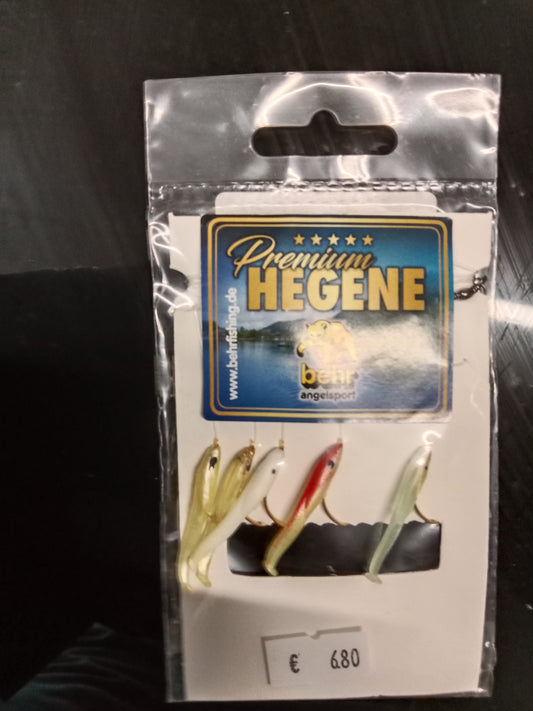 Premium
HEGENE
www.behrfishing.de
behr
angelsport
€ 6.80